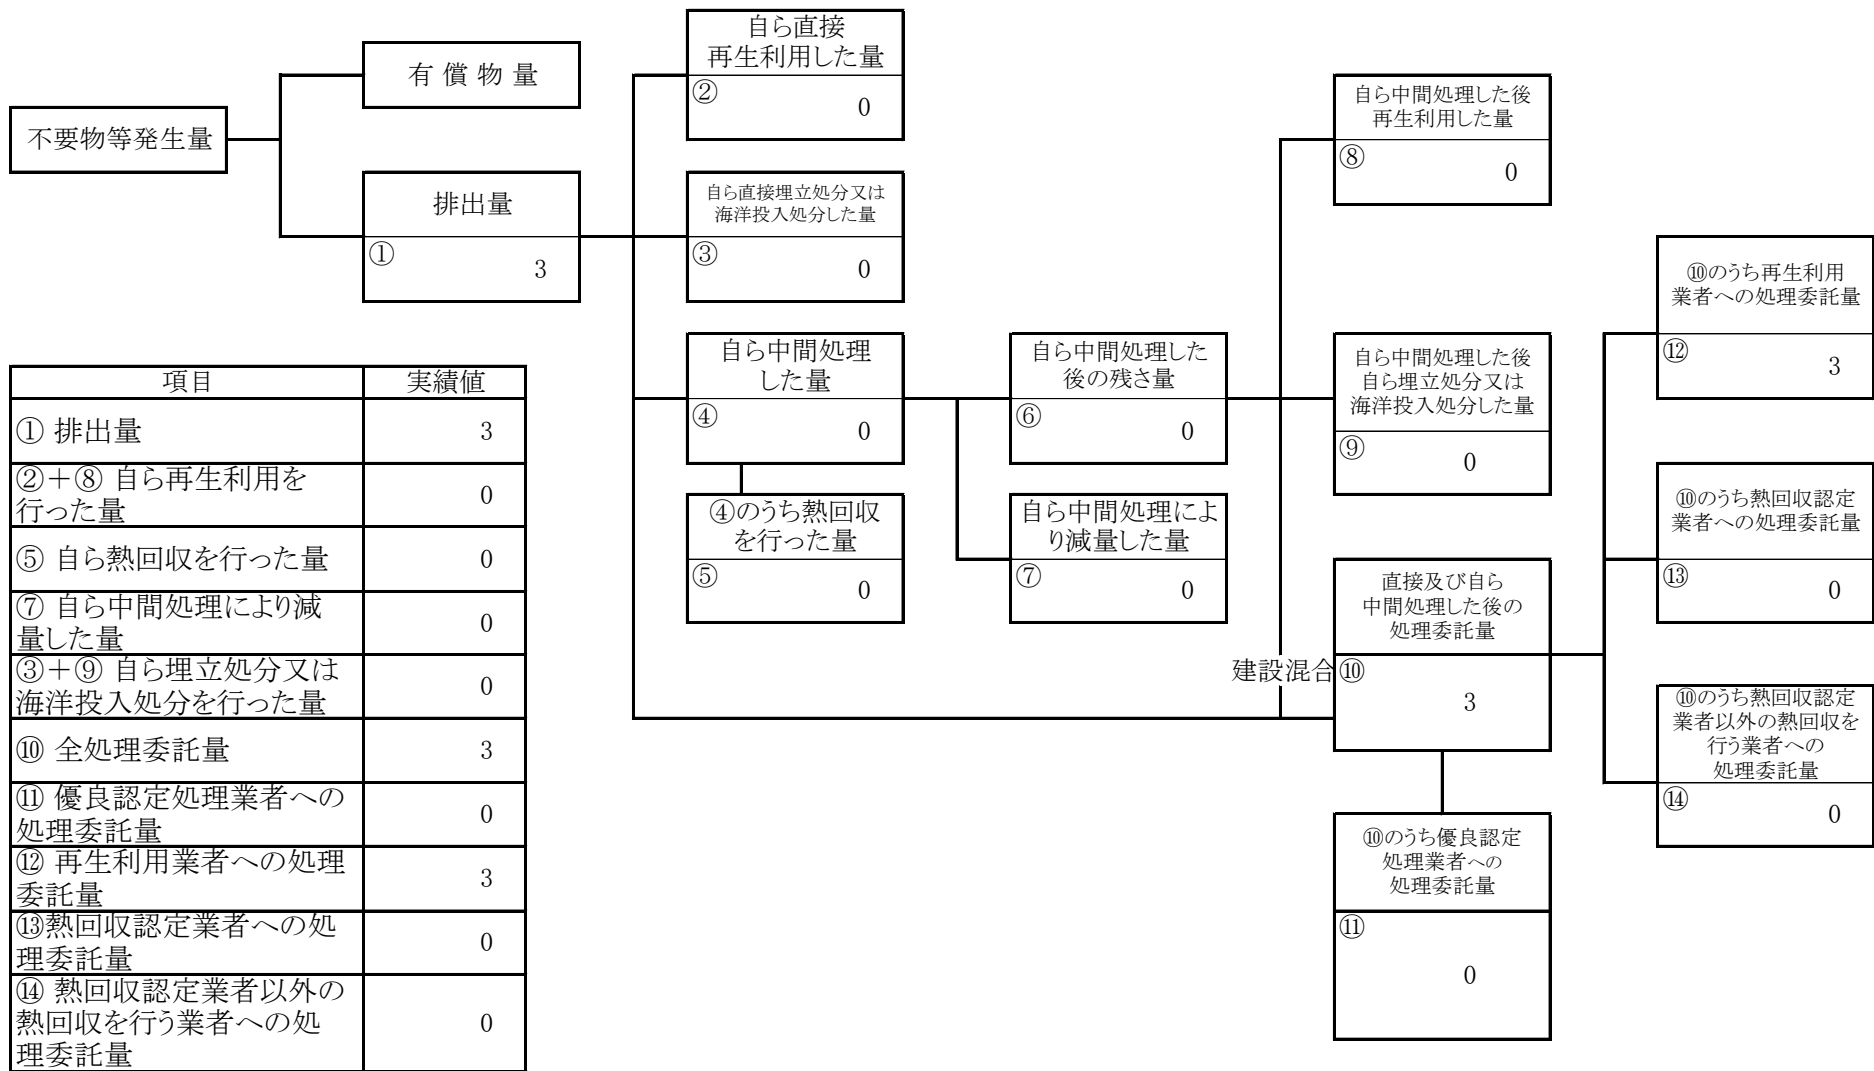 不要物等発生量
有 償 物 量
排出量
①
3
自ら直接
再生利用した量
②
0
自ら直接埋立処分又は
海洋投入処分した量
③
0
自ら中間処理
した量
④
0
④のうち熱回収
を行った量
⑤
0
自ら中間処理した
後の残さ量
⑥
0
自ら中間処理によ
り減量した量
⑦
0
自ら中間処理した後
再生利用した量
⑧
0
自ら中間処理した後
自ら埋立処分又は
海洋投入処分した量
⑨
0
直接及び自ら
中間処理した後の
処理委託量
建設混合
⑩
3
⑩のうち優良認定
処理業者への
処理委託量
⑪
0
⑩のうち再生利用
業者への処理委託量
⑫
3
⑩のうち熱回収認定
業者への処理委託量
⑬
0
⑩のうち熱回収認定
業者以外の熱回収を
行う業者への
処理委託量
⑭
0
項目 実績値
① 排出量 3
②＋⑧ 自ら再生利用を
行った量 0
⑤ 自ら熱回収を行った量 0
⑦ 自ら中間処理により減
量した量 0
③＋⑨ 自ら埋立処分又は
海洋投入処分を行った量 0
⑩ 全処理委託量 3
⑪ 優良認定処理業者への
処理委託量 0
⑫ 再生利用業者への処理
委託量 3
⑬熱回収認定業者への処
理委託量 0
⑭ 熱回収認定業者以外の
熱回収を行う業者への処
理委託量 0